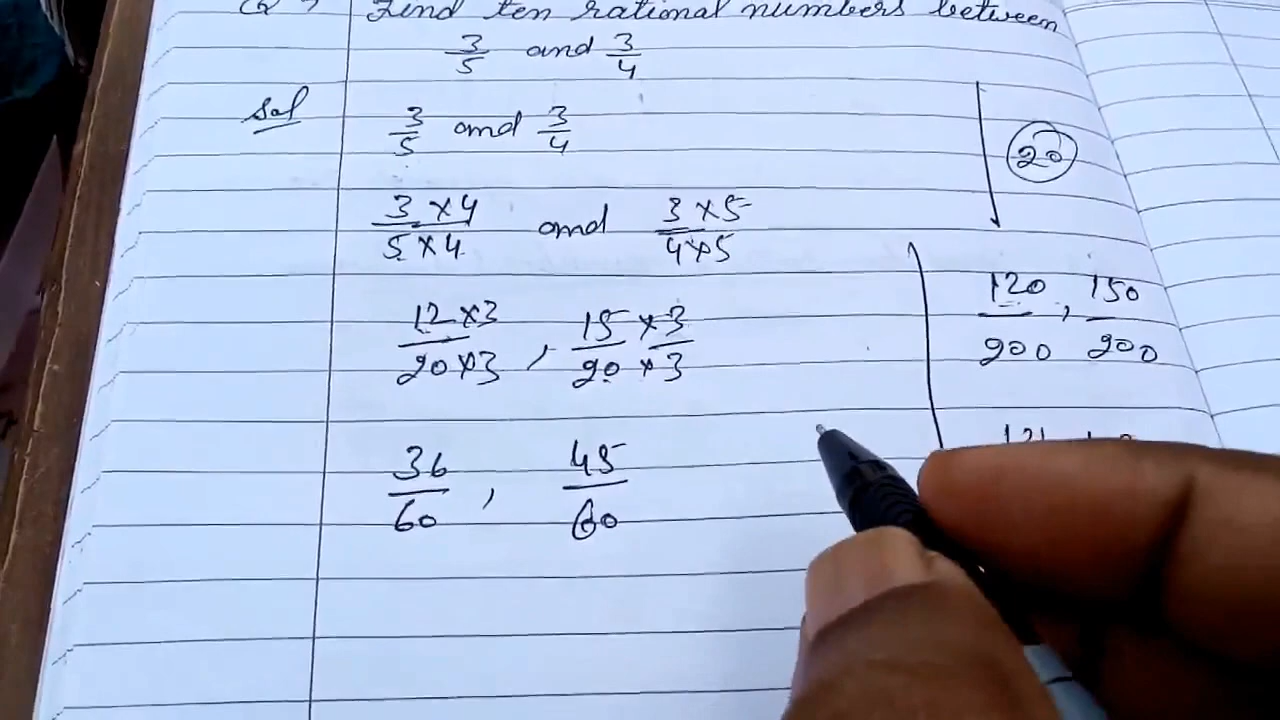 Find ten rational numbers between
3/5 and 3/4
Sol 3/5 and 3/4
20
3 x 4 / 5 x 4 and 3 x 5 / 4 x 5
12 x 3 / 20 x 3 , 15 x 3 / 20 x 3
120 / 200 , 150 / 200
36 / 60 , 45 / 60
121